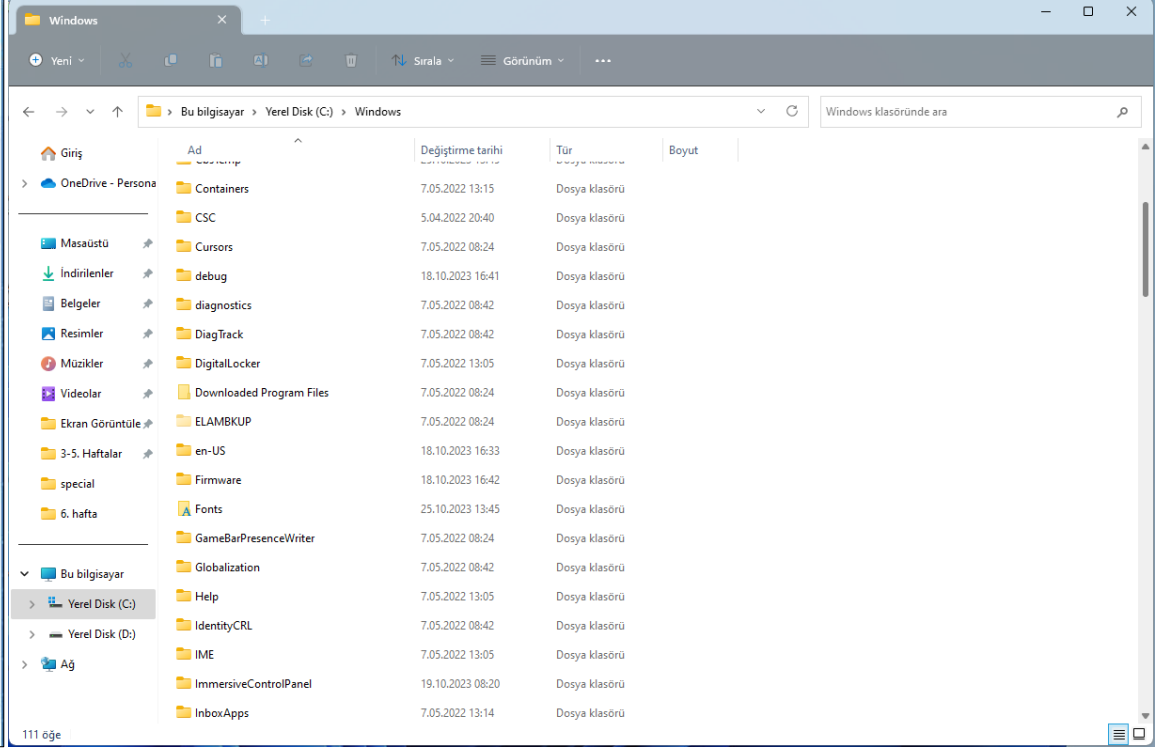 Windows
Yeni
Sırala
Görünüm
Bu bilgisayar > Yerel Disk (C:) > Windows
Windows klasöründe ara
Giriş
OneDrive - Persona
Masaüstü
İndirilenler
Belgeler
Resimler
Müzikler
Videolar
Ekran Görüntüle
3-5. Haftalar
special
6. hafta
Bu bilgisayar
Yerel Disk (C:)
Yerel Disk (D:)
Ağ
Ad Değiştirme tarihi Tür Boyut
Containers 7.05.2022 13:15 Dosya klasörü
CSC 5.04.2022 20:40 Dosya klasörü
Cursors 7.05.2022 08:24 Dosya klasörü
debug 18.10.2023 16:41 Dosya klasörü
diagnostics 7.05.2022 08:42 Dosya klasörü
DiagTrack 7.05.2022 08:42 Dosya klasörü
DigitalLocker 7.05.2022 13:05 Dosya klasörü
Downloaded Program Files 7.05.2022 08:24 Dosya klasörü
ELAMBKUP 7.05.2022 08:24 Dosya klasörü
en-US 18.10.2023 16:33 Dosya klasörü
Firmware 18.10.2023 16:42 Dosya klasörü
Fonts 25.10.2023 13:45 Dosya klasörü
GameBarPresenceWriter 7.05.2022 08:24 Dosya klasörü
Globalization 7.05.2022 08:42 Dosya klasörü
Help 7.05.2022 13:05 Dosya klasörü
IdentityCRL 7.05.2022 08:42 Dosya klasörü
IME 7.05.2022 13:05 Dosya klasörü
ImmersiveControlPanel 19.10.2023 08:20 Dosya klasörü
InboxApps 7.05.2022 13:14 Dosya klasörü
111 öğe